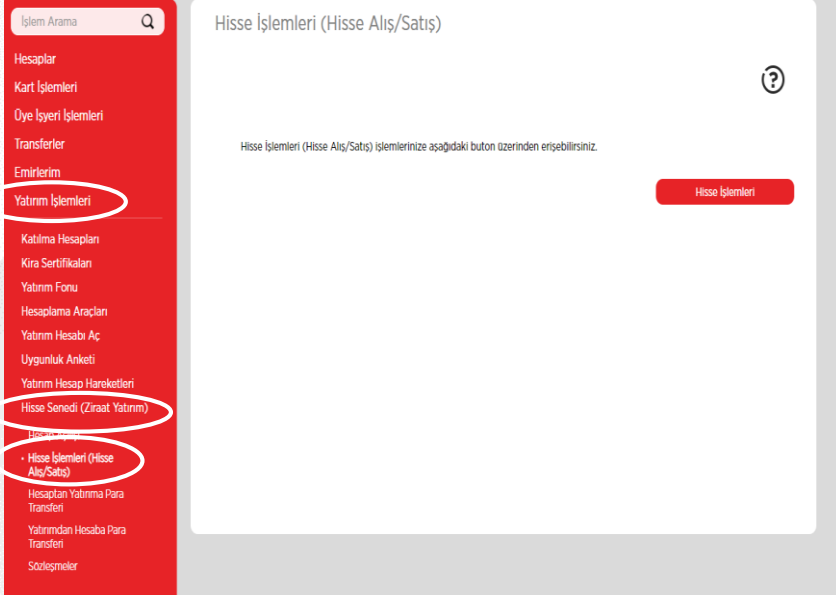 İşlem Arama
Hesaplar
Kart İşlemleri
Üye İşyeri İşlemleri
Transferler
Emirlerim
Yatırım İşlemleri
Katılma Hesapları
Kira Sertifikaları
Yatırım Fonu
Hesaplama Araçları
Yatırım Hesabı Aç
Uygunluk Anketi
Yatırım Hesap Hareketleri
Hisse Senedi (Ziraat Yatırım)
• Hisse İşlemleri (Hisse
Alış/Satış)
Hesaptan Yatırıma Para
Transferi
Yatırımdan Hesaba Para
Transferi
Sözleşmeler
Hisse İşlemleri (Hisse Alış/Satış)
?
Hisse İşlemleri (Hisse Alış/Satış) işlemlerinize aşağıdaki buton üzerinden erişebilirsiniz.
Hisse İşlemleri